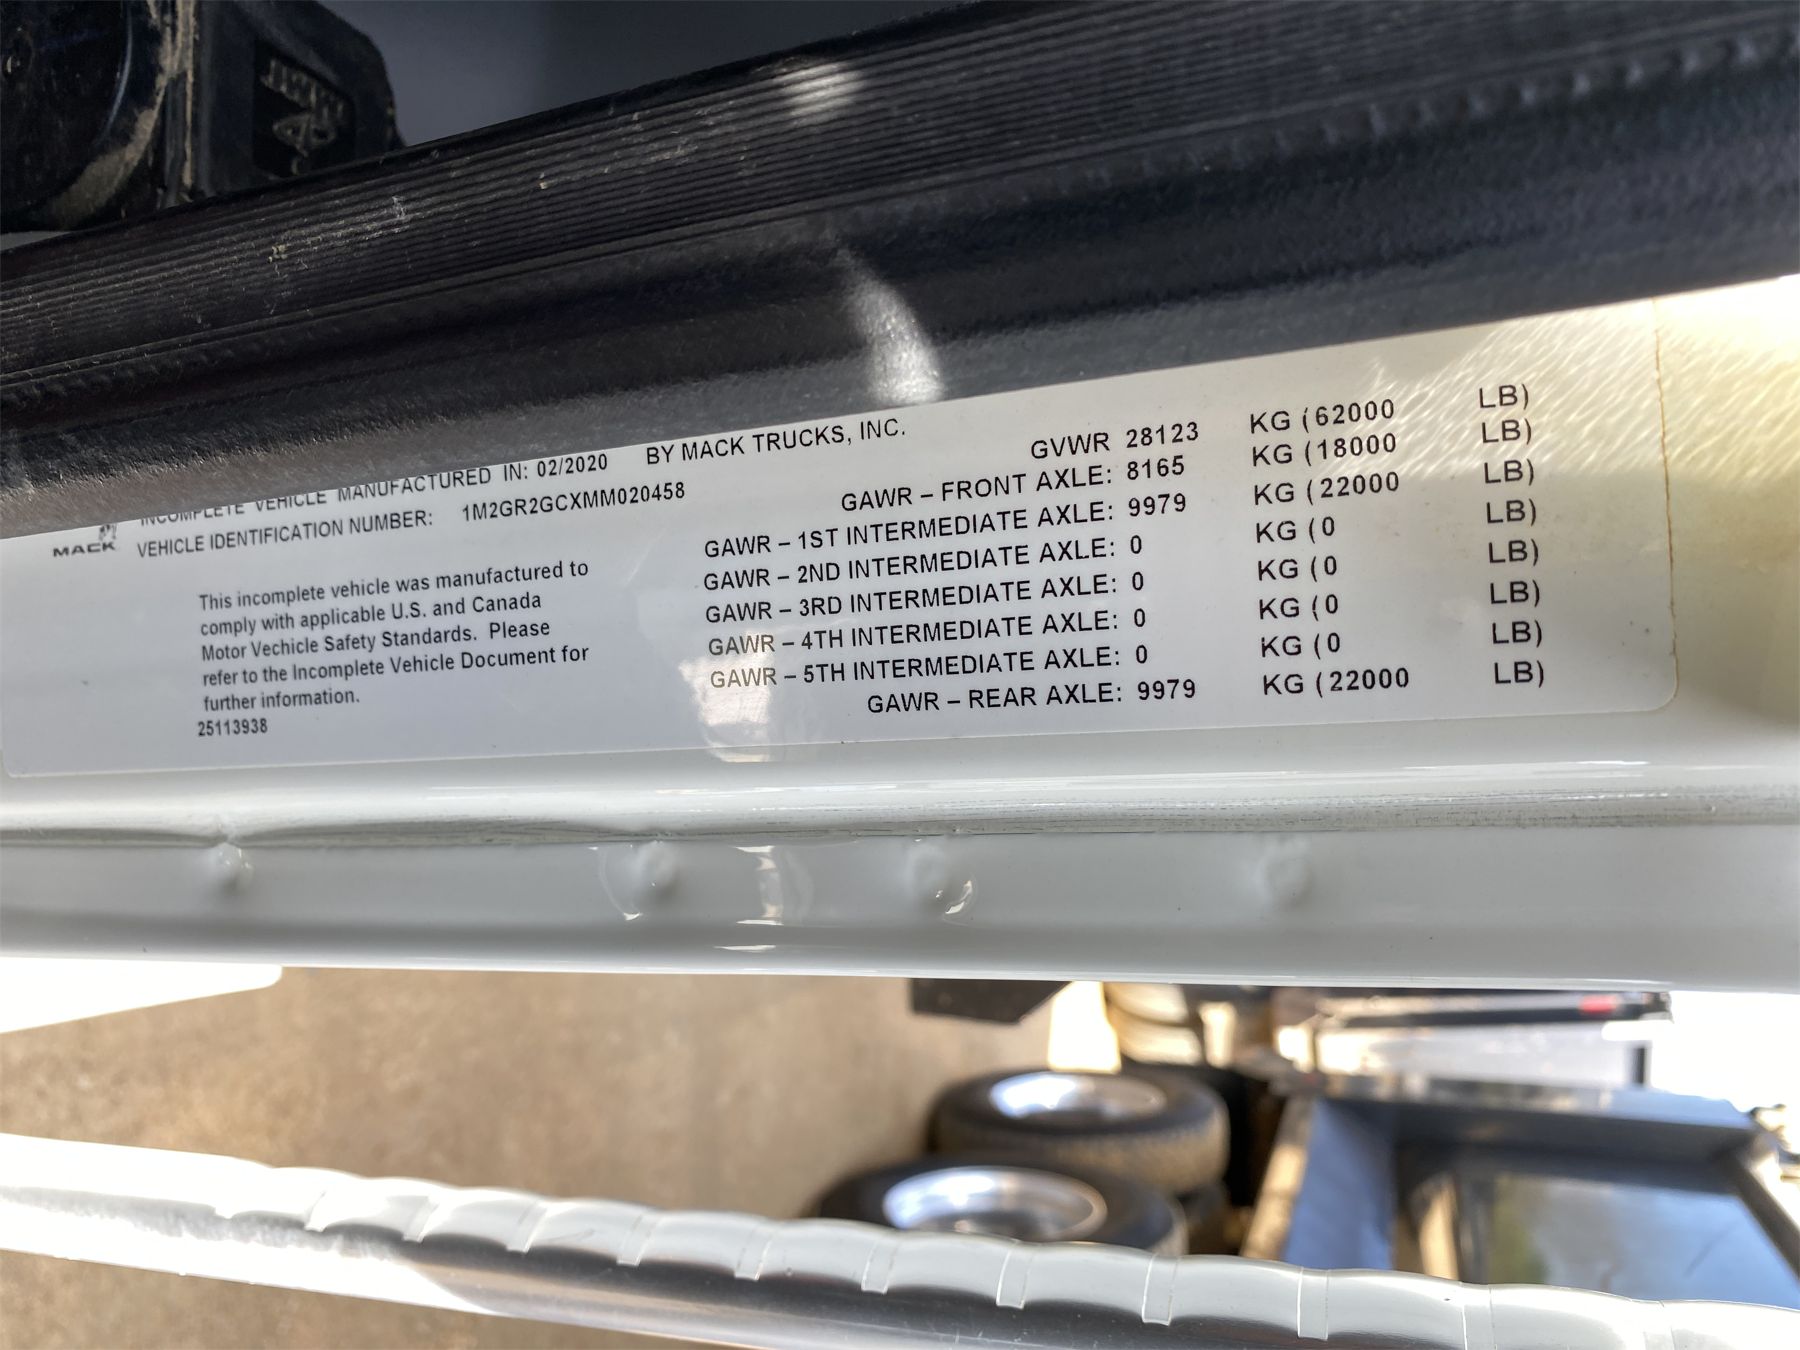 INCOMPLETE VEHICLE MANUFACTURED IN: 02/2020 BY MACK TRUCKS, INC.
MACK
VEHICLE IDENTIFICATION NUMBER: 1M2GR2GCXMM020458
This incomplete vehicle was manufactured to
comply with applicable U.S. and Canada
Motor Vechicle Safety Standards. Please
refer to the Incomplete Vehicle Document for
further information.
25113938
GVWR 28123 KG (62000 LB)
GAWR – FRONT AXLE: 8165 KG (18000 LB)
GAWR – 1ST INTERMEDIATE AXLE: 9979 KG (22000 LB)
GAWR – 2ND INTERMEDIATE AXLE: 0 KG (0 LB)
GAWR – 3RD INTERMEDIATE AXLE: 0 KG (0 LB)
GAWR – 4TH INTERMEDIATE AXLE: 0 KG (0 LB)
GAWR – 5TH INTERMEDIATE AXLE: 0 KG (0 LB)
GAWR – REAR AXLE: 9979 KG (22000 LB)